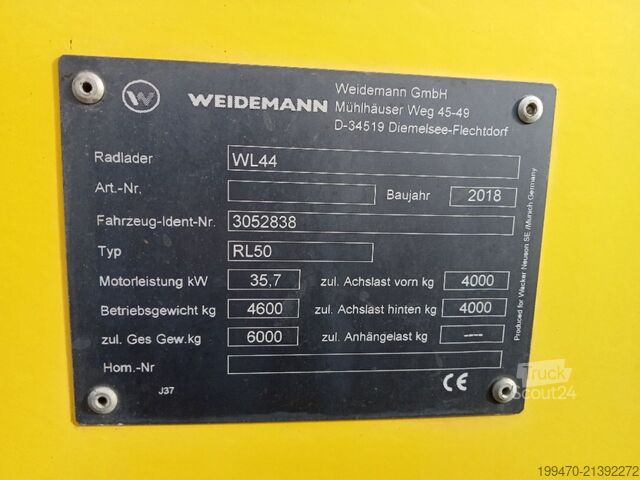 W WEIDEMANN
Weidemann GmbH
Mühlhäuser Weg 45-49
D-34519 Diemelsee-Flechtdorf
Radlader WL44
Art.-Nr. Baujahr 2018
Fahrzeug-Ident-Nr. 3052838
Typ RL50
Motorleistung kW 35,7 zul. Achslast vorn kg 4000
Betriebsgewicht kg 4600 zul. Achslast hinten kg 4000
zul. Ges Gew.kg 6000 zul. Anhängelast kg ----
Hom.-Nr
J37
CE
Produced for Wacker Neuson SE /Munich Germany
Truck
Scout24
199470-21392272